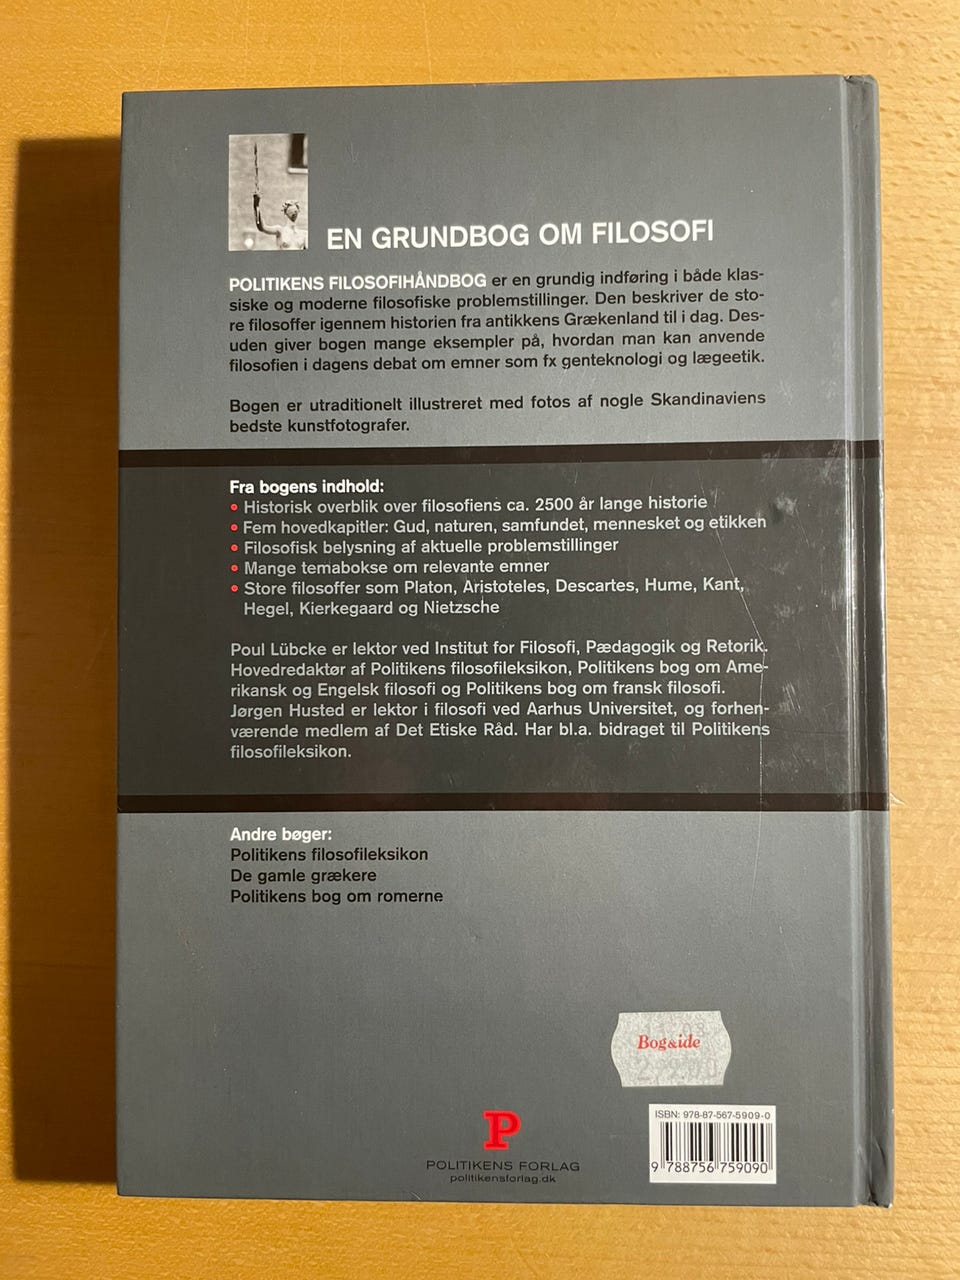 EN GRUNDBOG OM FILOSOFI
POLITIKENS FILOSOFIHÅNDBOG er en grundig indføring i både klas-
siske og moderne filosofiske problemstillinger. Den beskriver de sto-
re filosoffer igennem historien fra antikkens Grækenland til i dag. Des-
uden giver bogen mange eksempler på, hvordan man kan anvende
filosofien i dagens debat om emner som fx genteknologi og lægeetik.
Bogen er utraditionelt illustreret med fotos af nogle Skandinaviens
bedste kunstfotografer.
Fra bogens indhold:
• Historisk overblik over filosofiens ca. 2500 år lange historie
• Fem hovedkapitler: Gud, naturen, samfundet, mennesket og etikken
• Filosofisk belysning af aktuelle problemstillinger
• Mange temabokse om relevante emner
• Store filosoffer som Platon, Aristoteles, Descartes, Hume, Kant,
Hegel, Kierkegaard og Nietzsche
Poul Lübcke er lektor ved Institut for Filosofi, Pædagogik og Retorik.
Hovedredaktør af Politikens filosofileksikon, Politikens bog om Ame-
rikansk og Engelsk filosofi og Politikens bog om fransk filosofi.
Jørgen Husted er lektor i filosofi ved Aarhus Universitet, og forhen-
værende medlem af Det Etiske Råd. Har bl.a. bidraget til Politikens
filosofileksikon.
Andre bøger:
Politikens filosofileksikon
De gamle grækere
Politikens bog om romerne
Bog&ide
ISBN: 978-87-567-5909-0
9 788756 759090
P
POLITIKENS FORLAG
politikensforlag.dk